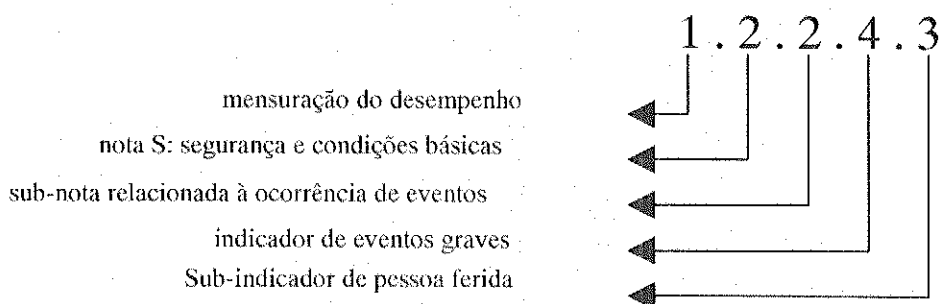 1.2.2.4.3
mensuração do desempenho
nota S: segurança e condições básicas
sub-nota relacionada à ocorrência de eventos
indicador de eventos graves
Sub-indicador de pessoa ferida